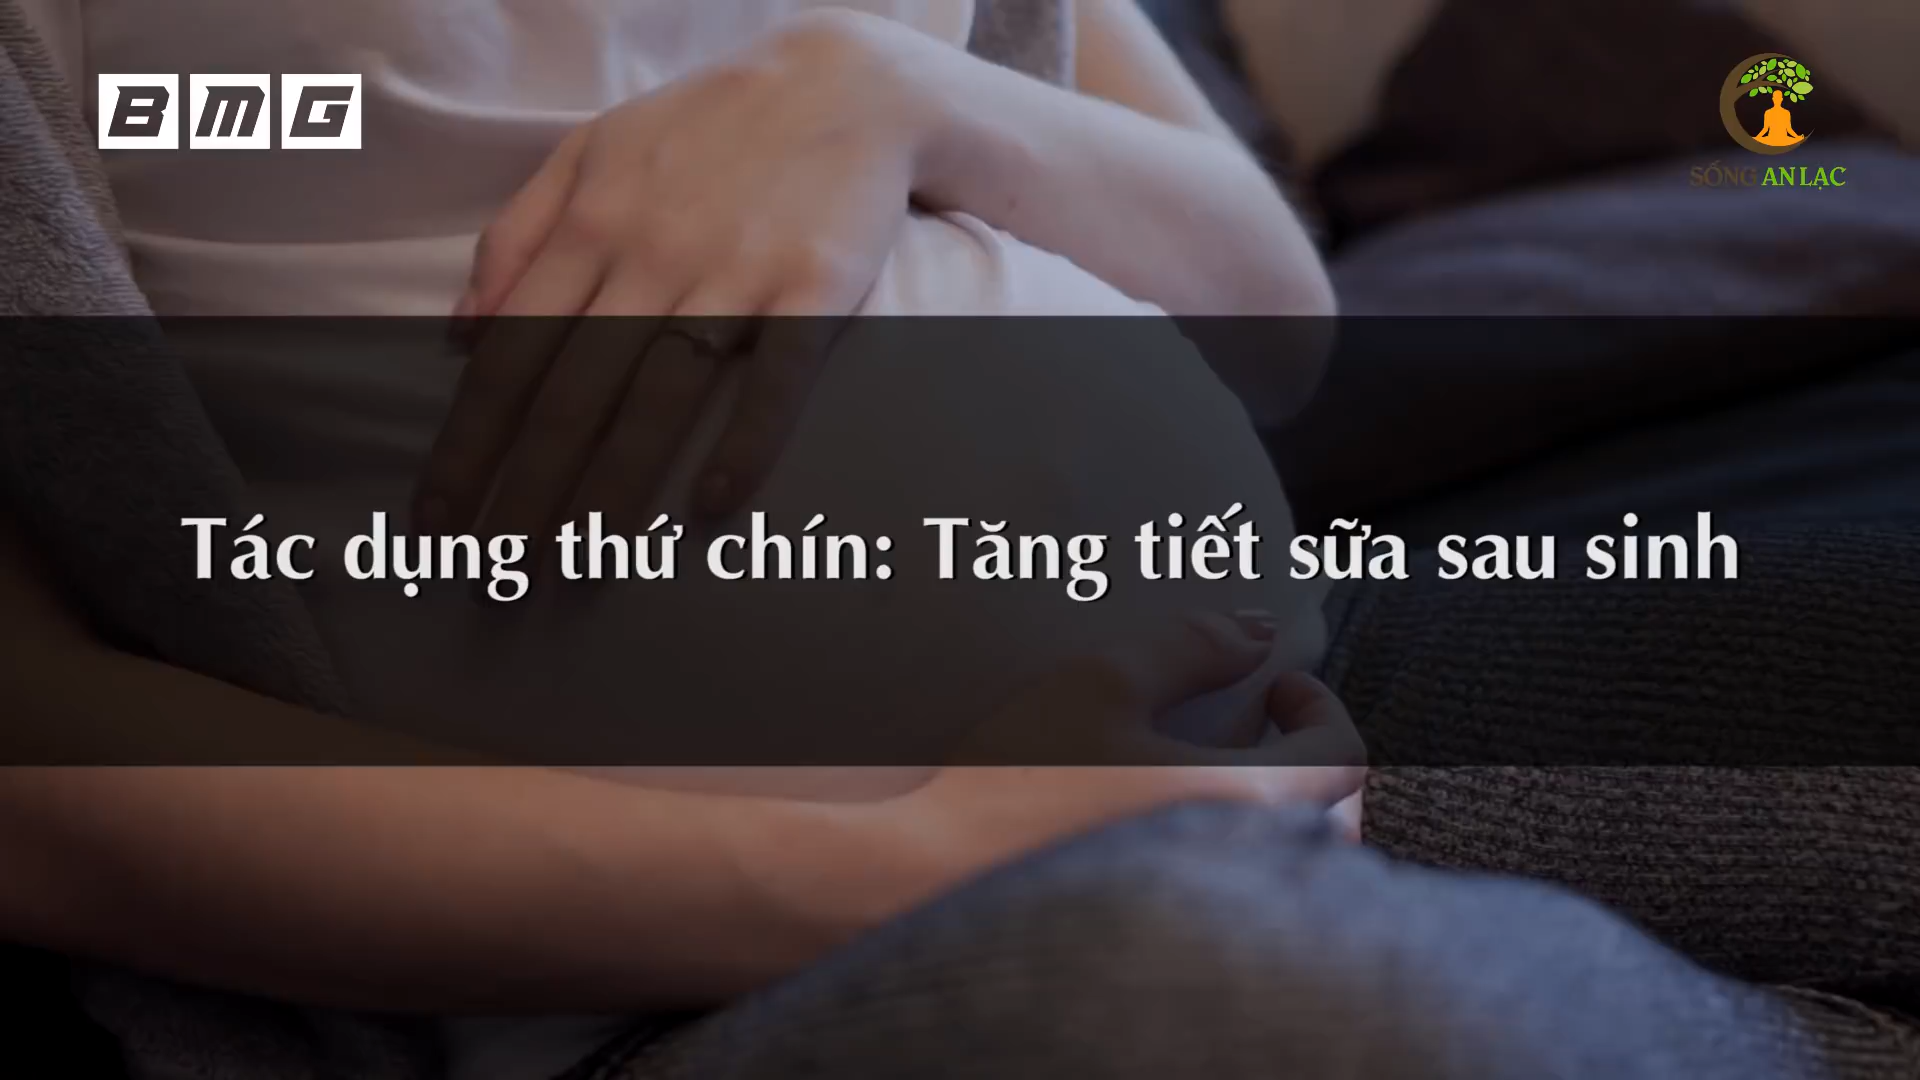 BMG
SỐNG AN LẠC
Tác dụng thứ chín: Tăng tiết sữa sau sinh